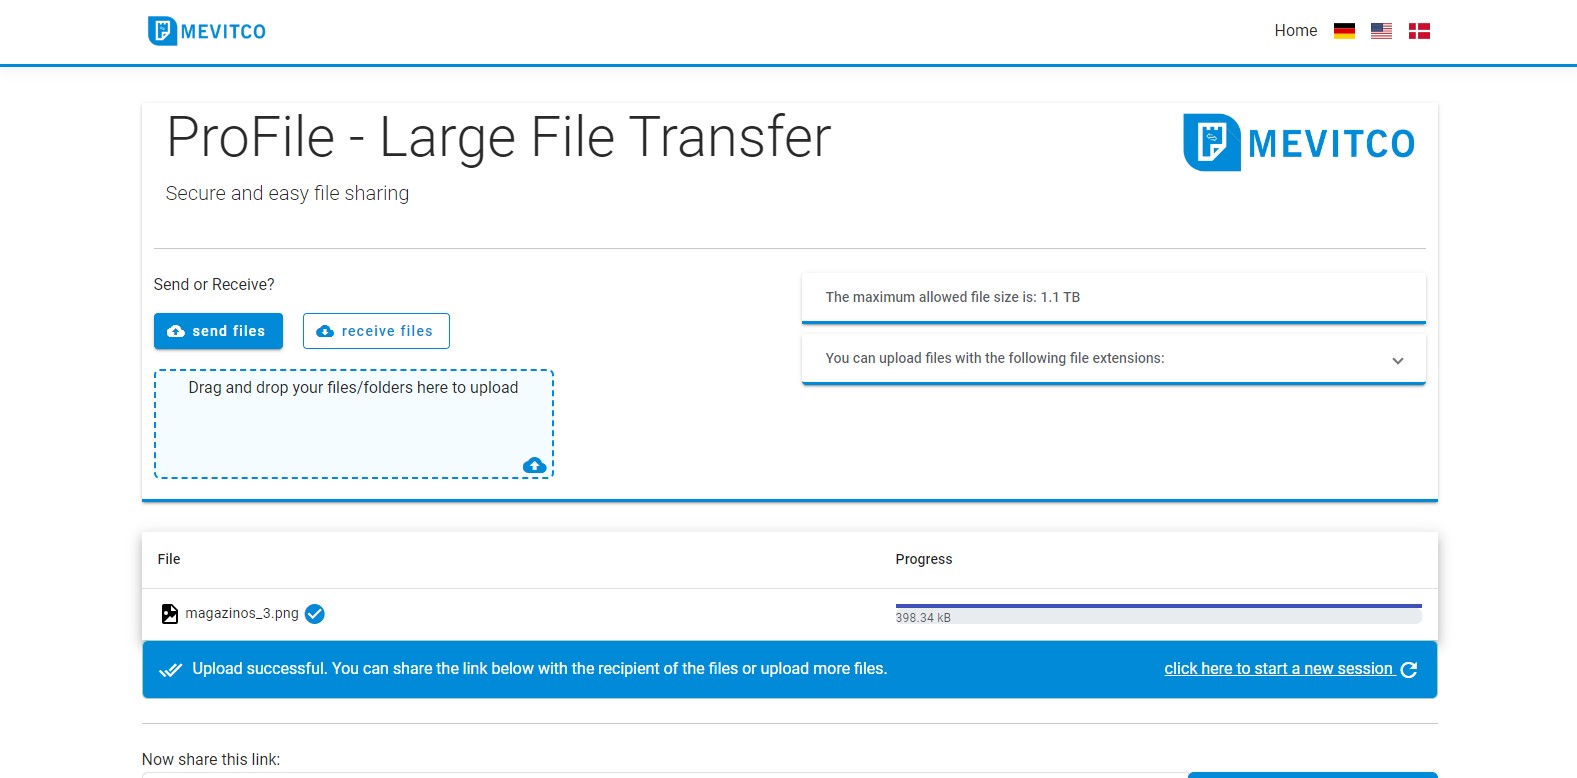 MEVITCO
Home
ProFile - Large File Transfer
MEVITCO
Secure and easy file sharing
Send or Receive?
send files
receive files
Drag and drop your files/folders here to upload
The maximum allowed file size is: 1.1 TB
You can upload files with the following file extensions:
File
Progress
magazinos_3.png
398.34 kB
Upload successful. You can share the link below with the recipient of the files or upload more files.
click here to start a new session
Now share this link: